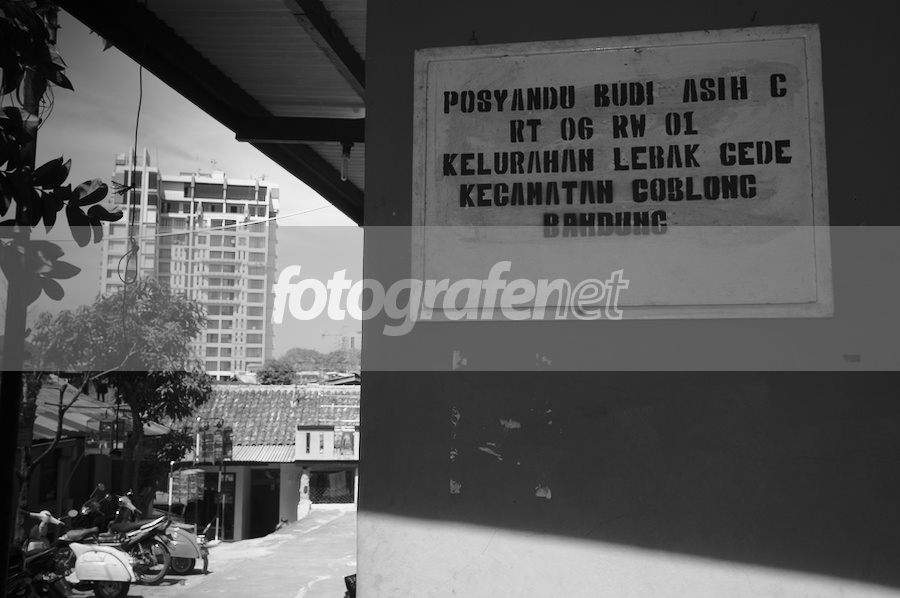 POSYANDU BUDI ASIH C
RT 06 RW 01
KELURAHAN LEBAK GEDE
KECAMATAN COBLONG
BANDUNG
fotografenet